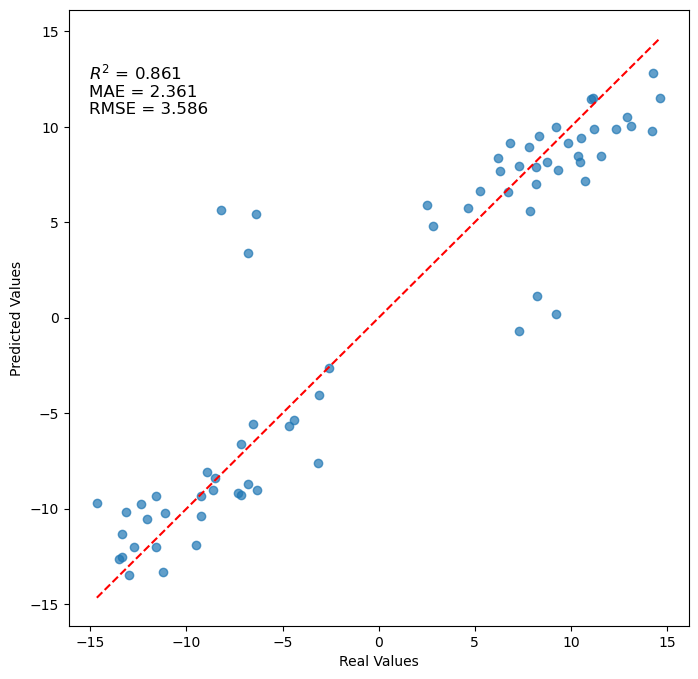 R² = 0.861
MAE = 2.361
RMSE = 3.586
15
10
5
0
−5
−10
−15
Predicted Values
−15 −10 −5 0 5 10 15
Real Values